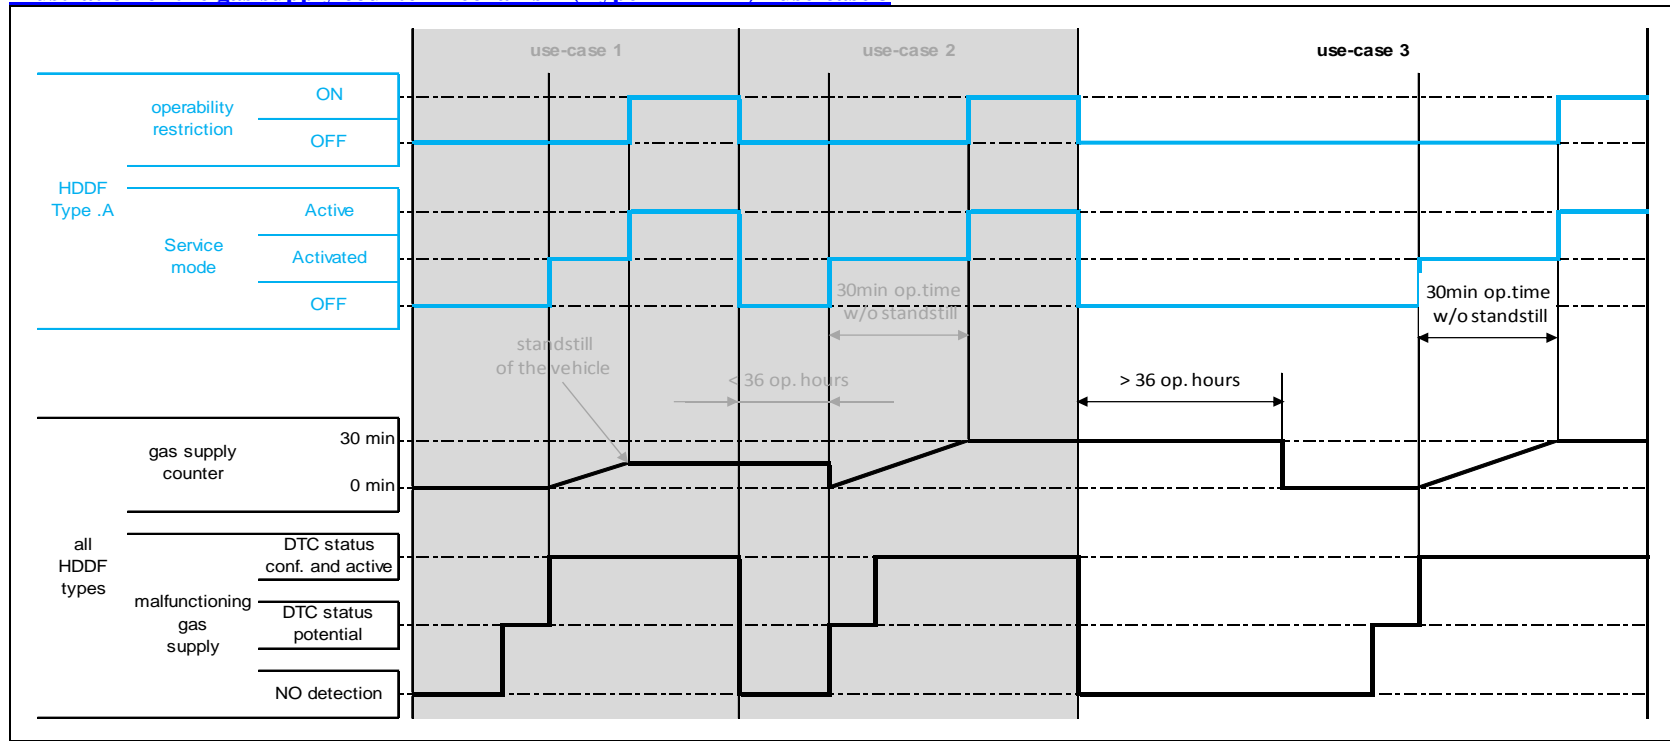 use-case 1
use-case 2
use-case 3
operability
restriction
ON
OFF
HDDF
Type .A
Service
mode
Active
Activated
OFF
30min op.time
w/o standstill
30min op.time
w/o standstill
standstill
of the vehicle
< 36 op. hours
> 36 op. hours
gas supply
counter
30 min
0 min
all
HDDF
types
malfunctioning
gas
supply
DTC status
conf. and active
DTC status
potential
NO detection